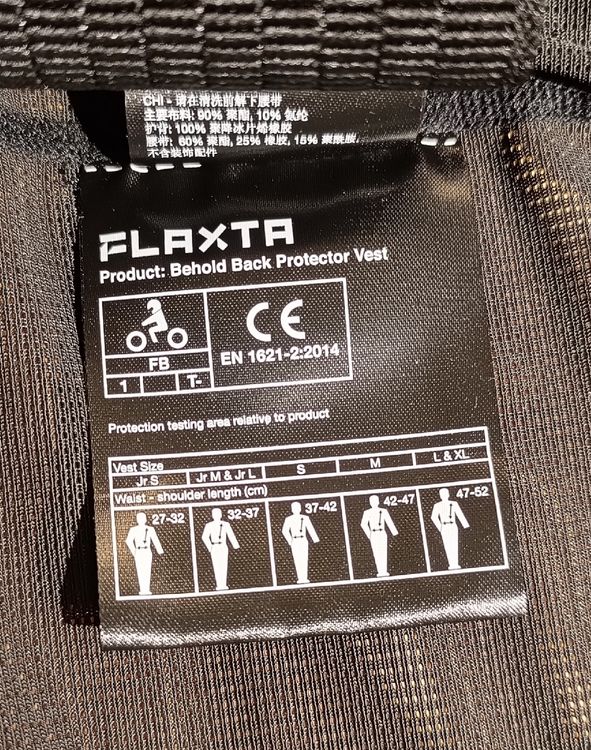 CHI - 请在清洗前解下腰带
主要布料: 90% 聚酯, 10% 氨纶
护背: 100% 聚降冰片烯橡胶
腰带: 60% 聚酯, 25% 橡胶, 15% 聚酰胺
不含装饰配件
FLAXTA
Product: Behold Back Protector Vest
FB
1 T-
CE
EN 1621-2:2014
Protection testing area relative to product
Vest Size
Jr S Jr M & Jr L S M L & XL
Waist - shoulder length (cm)
27-32 32-37 37-42 42-47 47-52